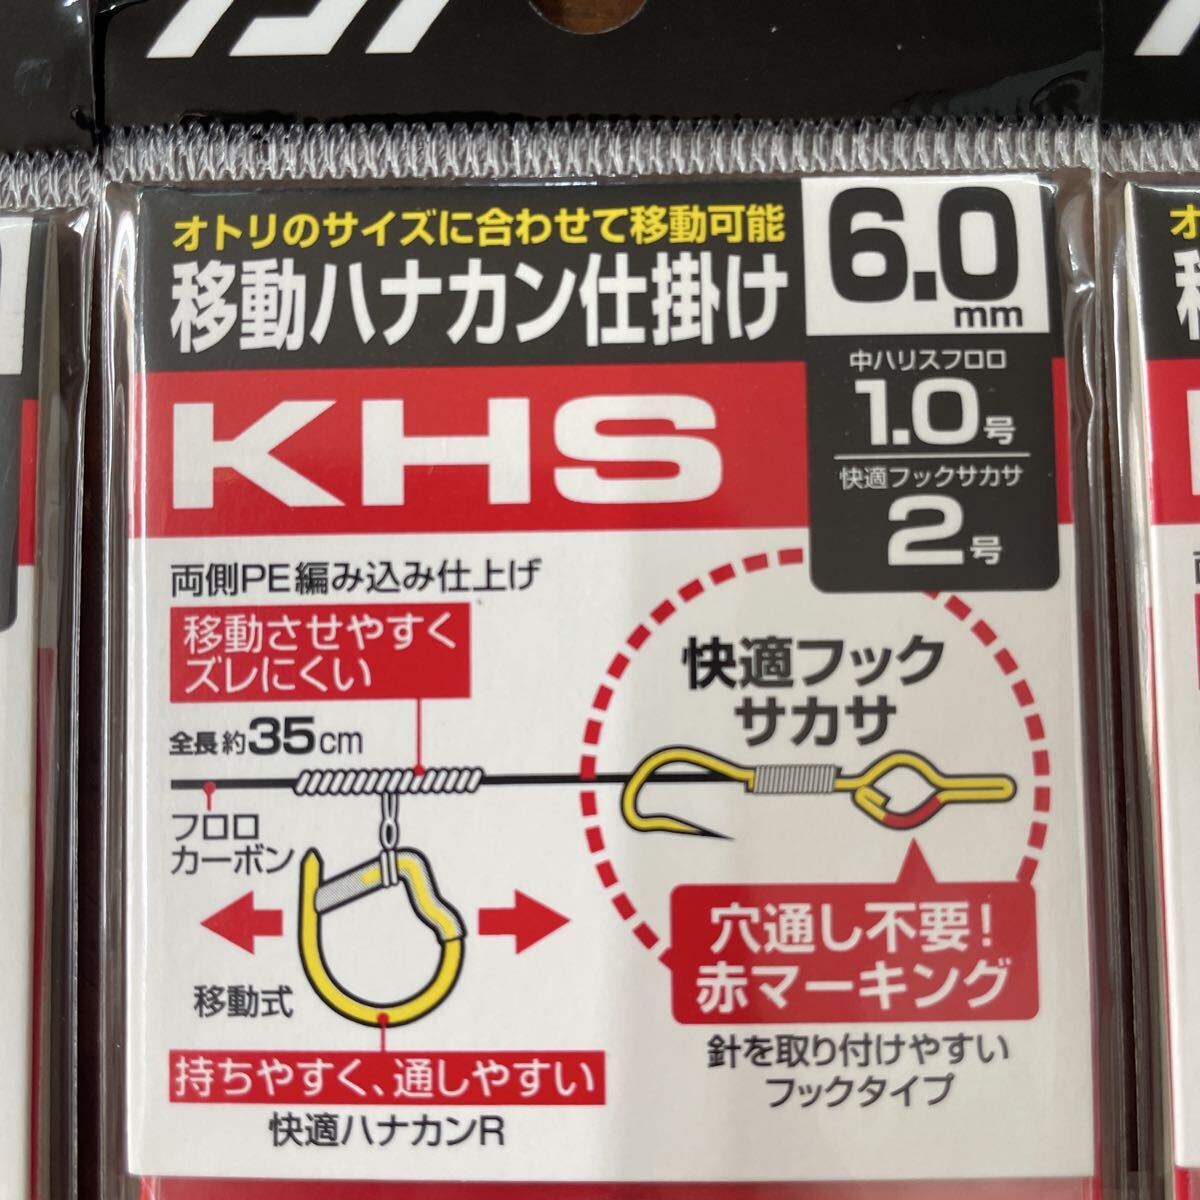 オトリのサイズに合わせて移動可能
移動ハナカン仕掛け
6.0
mm
中ハリスフロロ
1.0号
快適フックサカサ
2号
KHS
両側PE編み込み仕上げ
移動させやすく
ズレにくい
全長約35cm
フロロ
カーボン
移動式
持ちやすく、通しやすい
快適ハナカンR
快適フック
サカサ
穴通し不要!
赤マーキング
針を取り付けやすい
フックタイプ